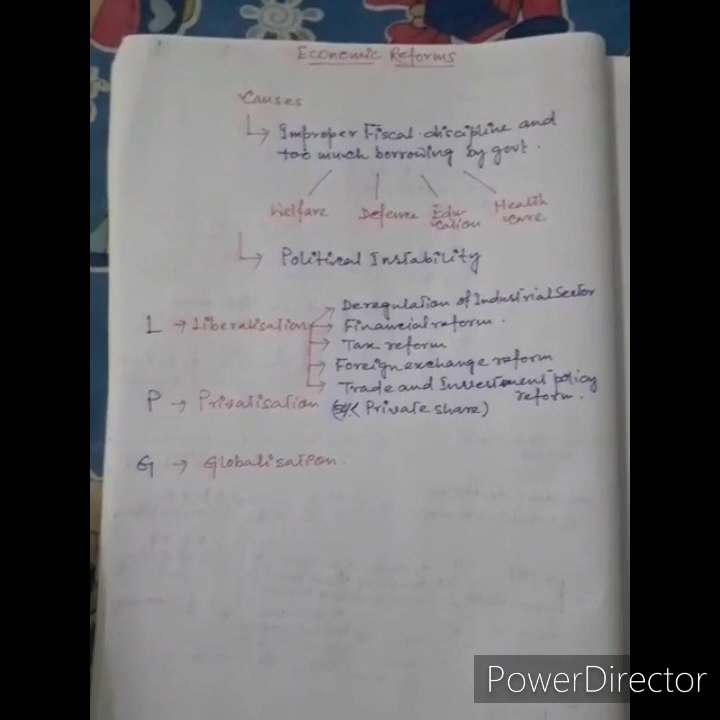 Economic Reforms
Causes
↳ Improper Fiscal discipline and
too much borrowing by govt.
Welfare Defence Edu Health
cation care
↳ Political Instability
L → Liberalisation → Deregulation of Industrial Sector
→ Financial reform.
→ Tax reform
→ Foreign exchange reform
→ Trade and Investment policy
reform.
P → Privatisation ( Private share)
G → Globalisation.
PowerDirector